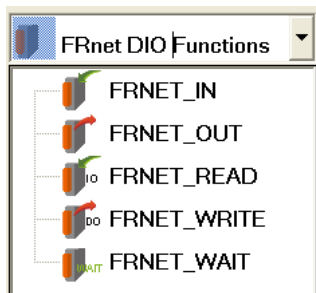 FRnet DIO Functions
FRNET_IN
FRNET_OUT
IO FRNET_READ
DO FRNET_WRITE
WAIT FRNET_WAIT